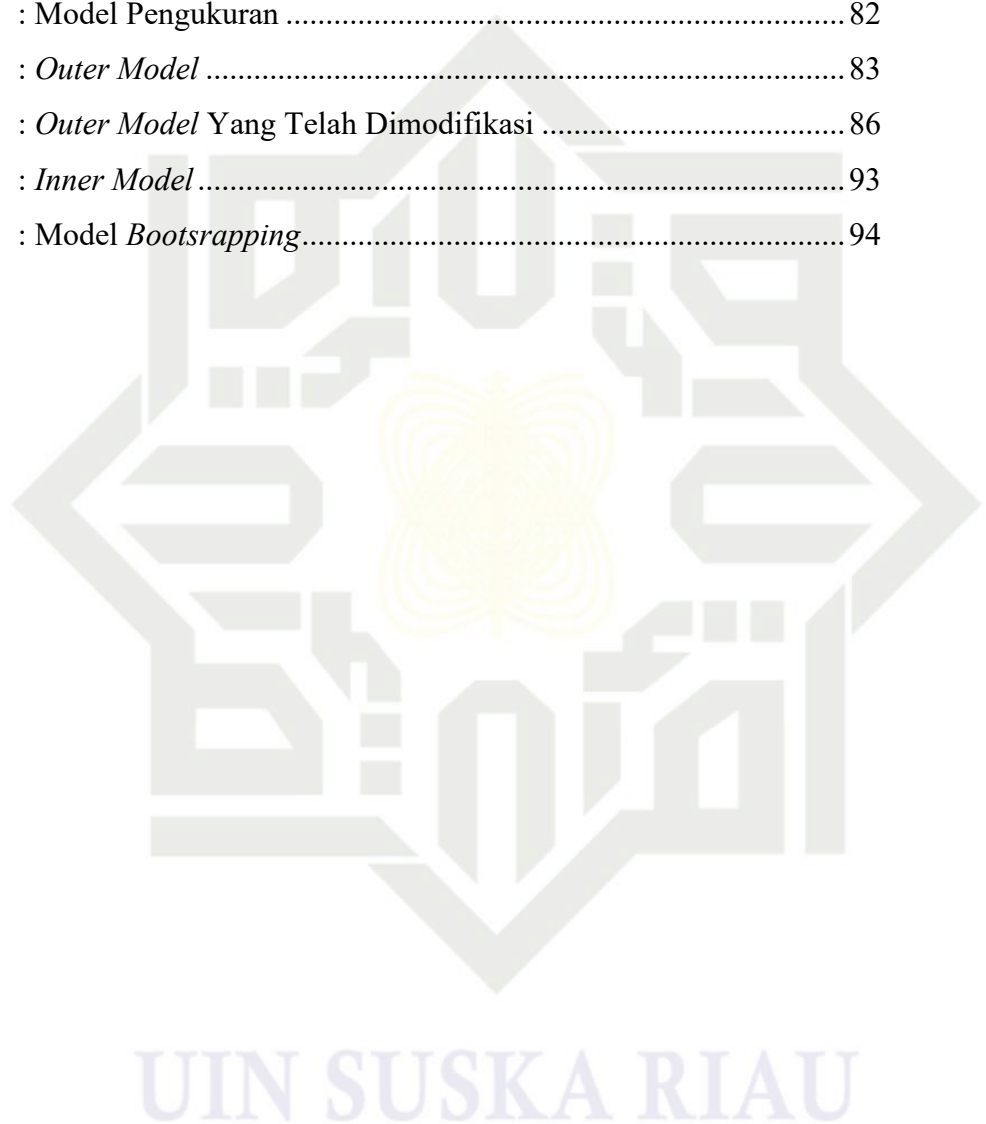 : Model Pengukuran ..................................................................... 82
: Outer Model ............................................................................... 83
: Outer Model Yang Telah Dimodifikasi ...................................... 86
: Inner Model ................................................................................ 93
: Model Bootsrapping ................................................................... 94
UIN SUSKA RIAU